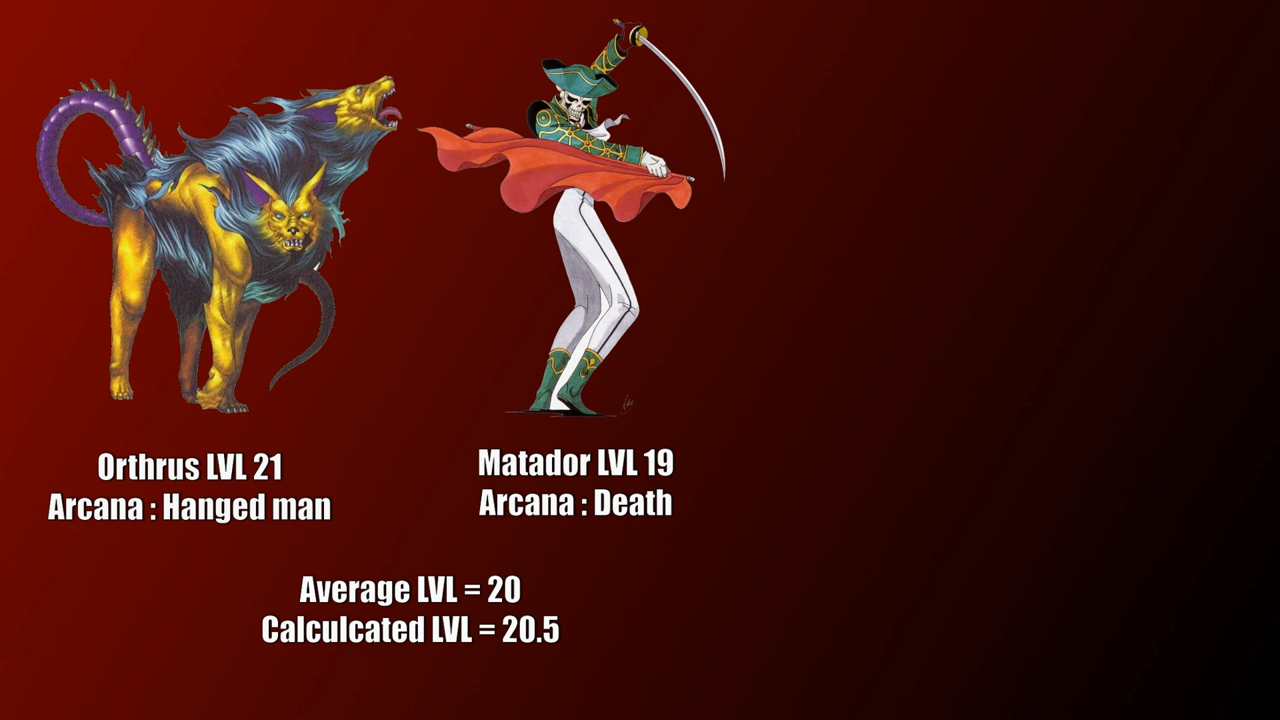 Orthrus LVL 21
Arcana : Hanged man
Matador LVL 19
Arcana : Death
Average LVL = 20
Calculcated LVL = 20.5